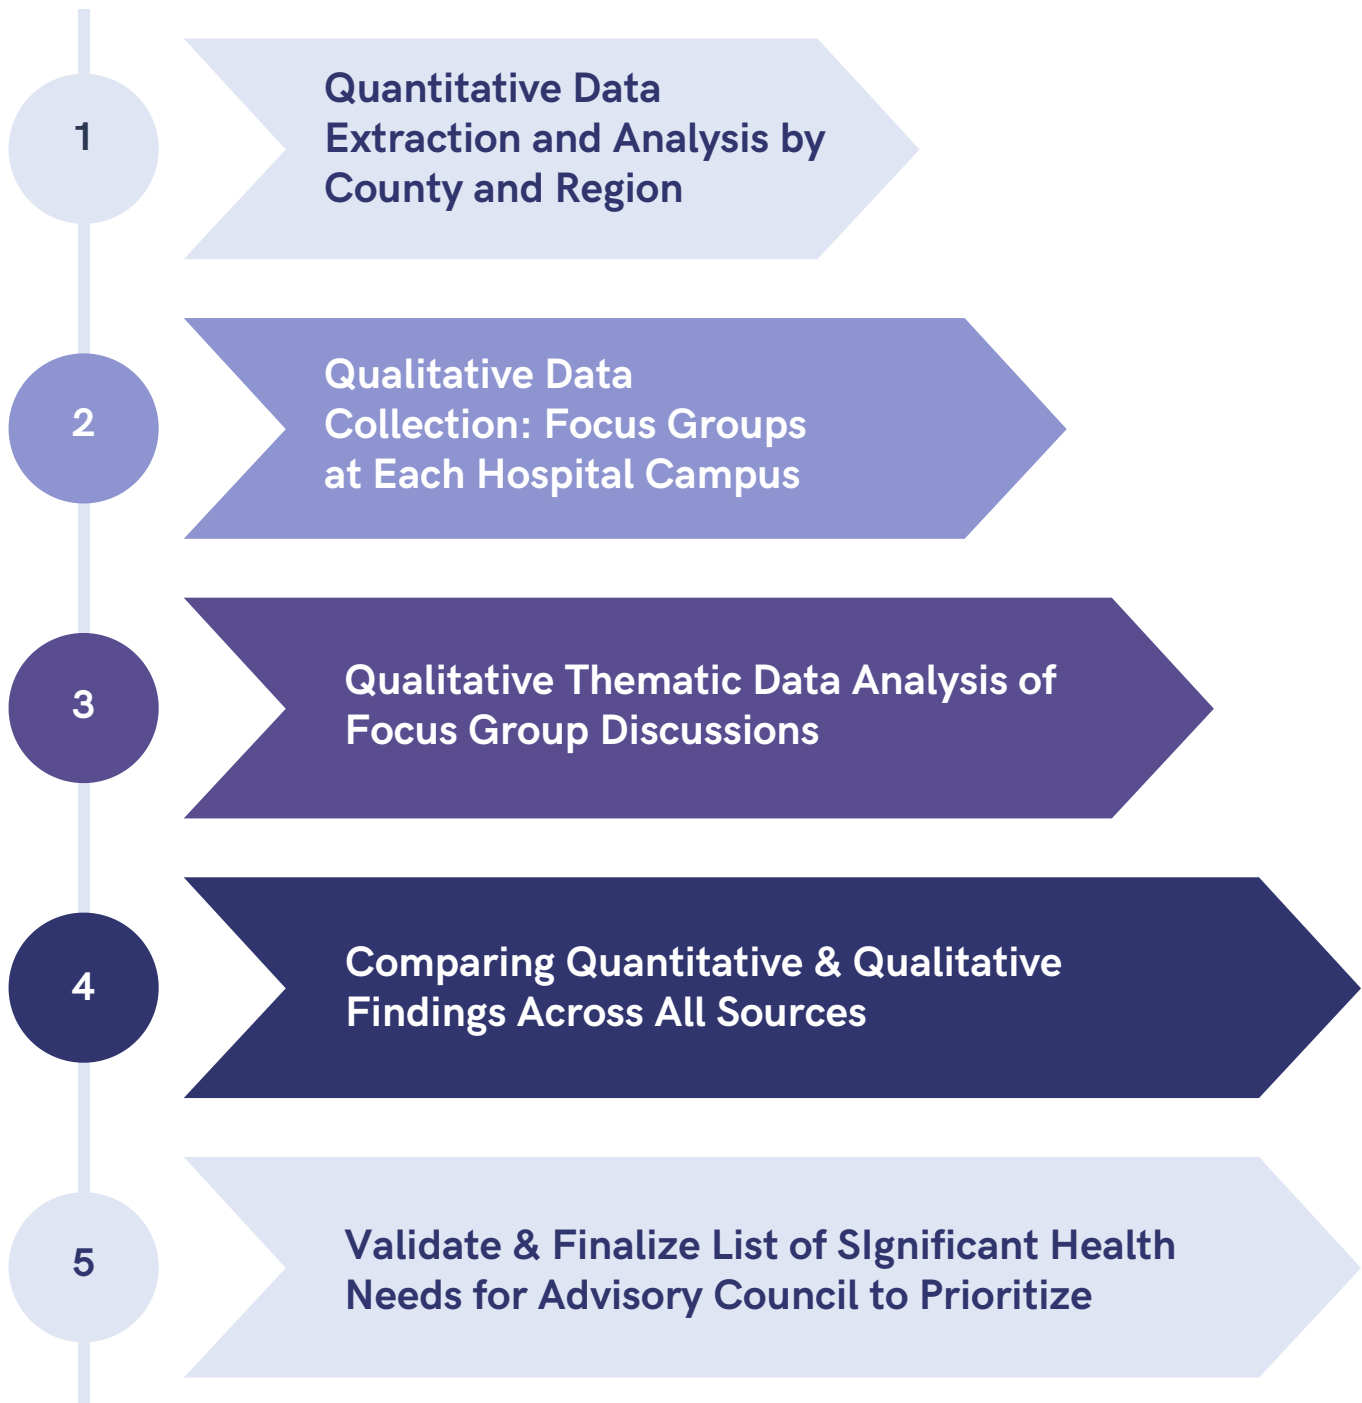 1
Quantitative Data
Extraction and Analysis by
County and Region
2
Qualitative Data
Collection: Focus Groups
at Each Hospital Campus
3
Qualitative Thematic Data Analysis of
Focus Group Discussions
4
Comparing Quantitative & Qualitative
Findings Across All Sources
5
Validate & Finalize List of SIgnificant Health
Needs for Advisory Council to Prioritize